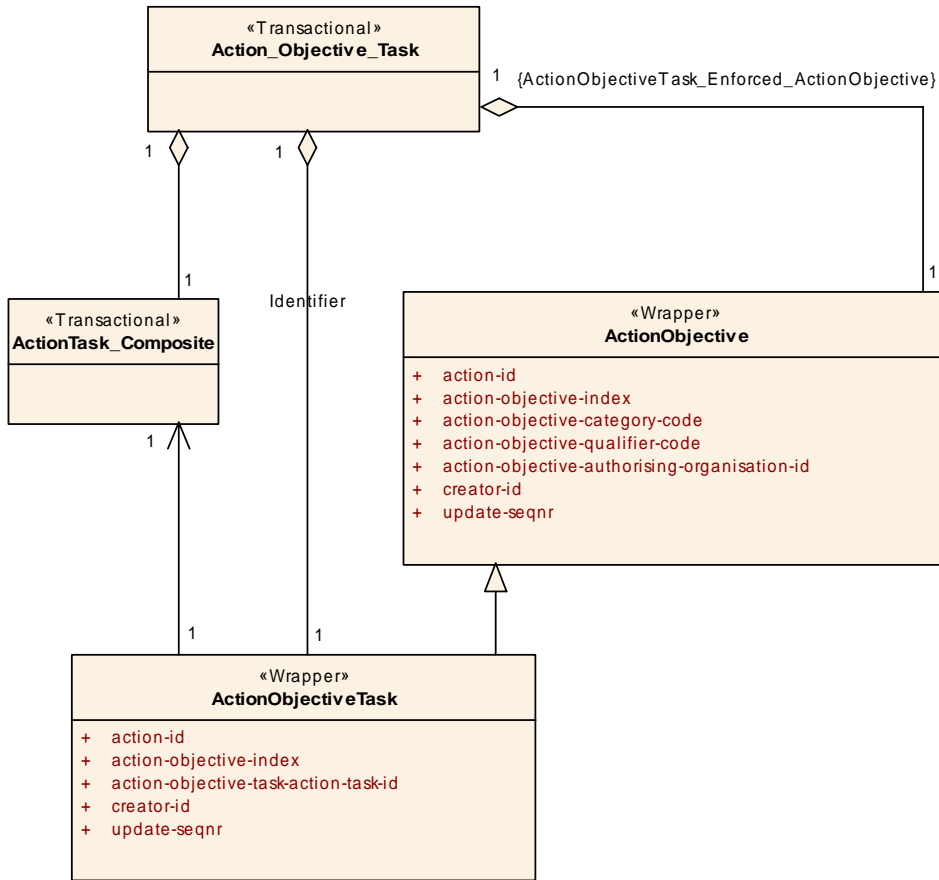 «Transactional»
Action_Objective_Task
1
{ActionObjectiveTask_Enforced_ActionObjective}
1
1
1
1
Identifier
«Transactional»
ActionTask_Composite
1
«Wrapper»
ActionObjective
+ action-id
+ action-objective-index
+ action-objective-category-code
+ action-objective-qualifier-code
+ action-objective-authorising-organisation-id
+ creator-id
+ update-seqnr
1
1
«Wrapper»
ActionObjectiveTask
+ action-id
+ action-objective-index
+ action-objective-task-action-task-id
+ creator-id
+ update-seqnr